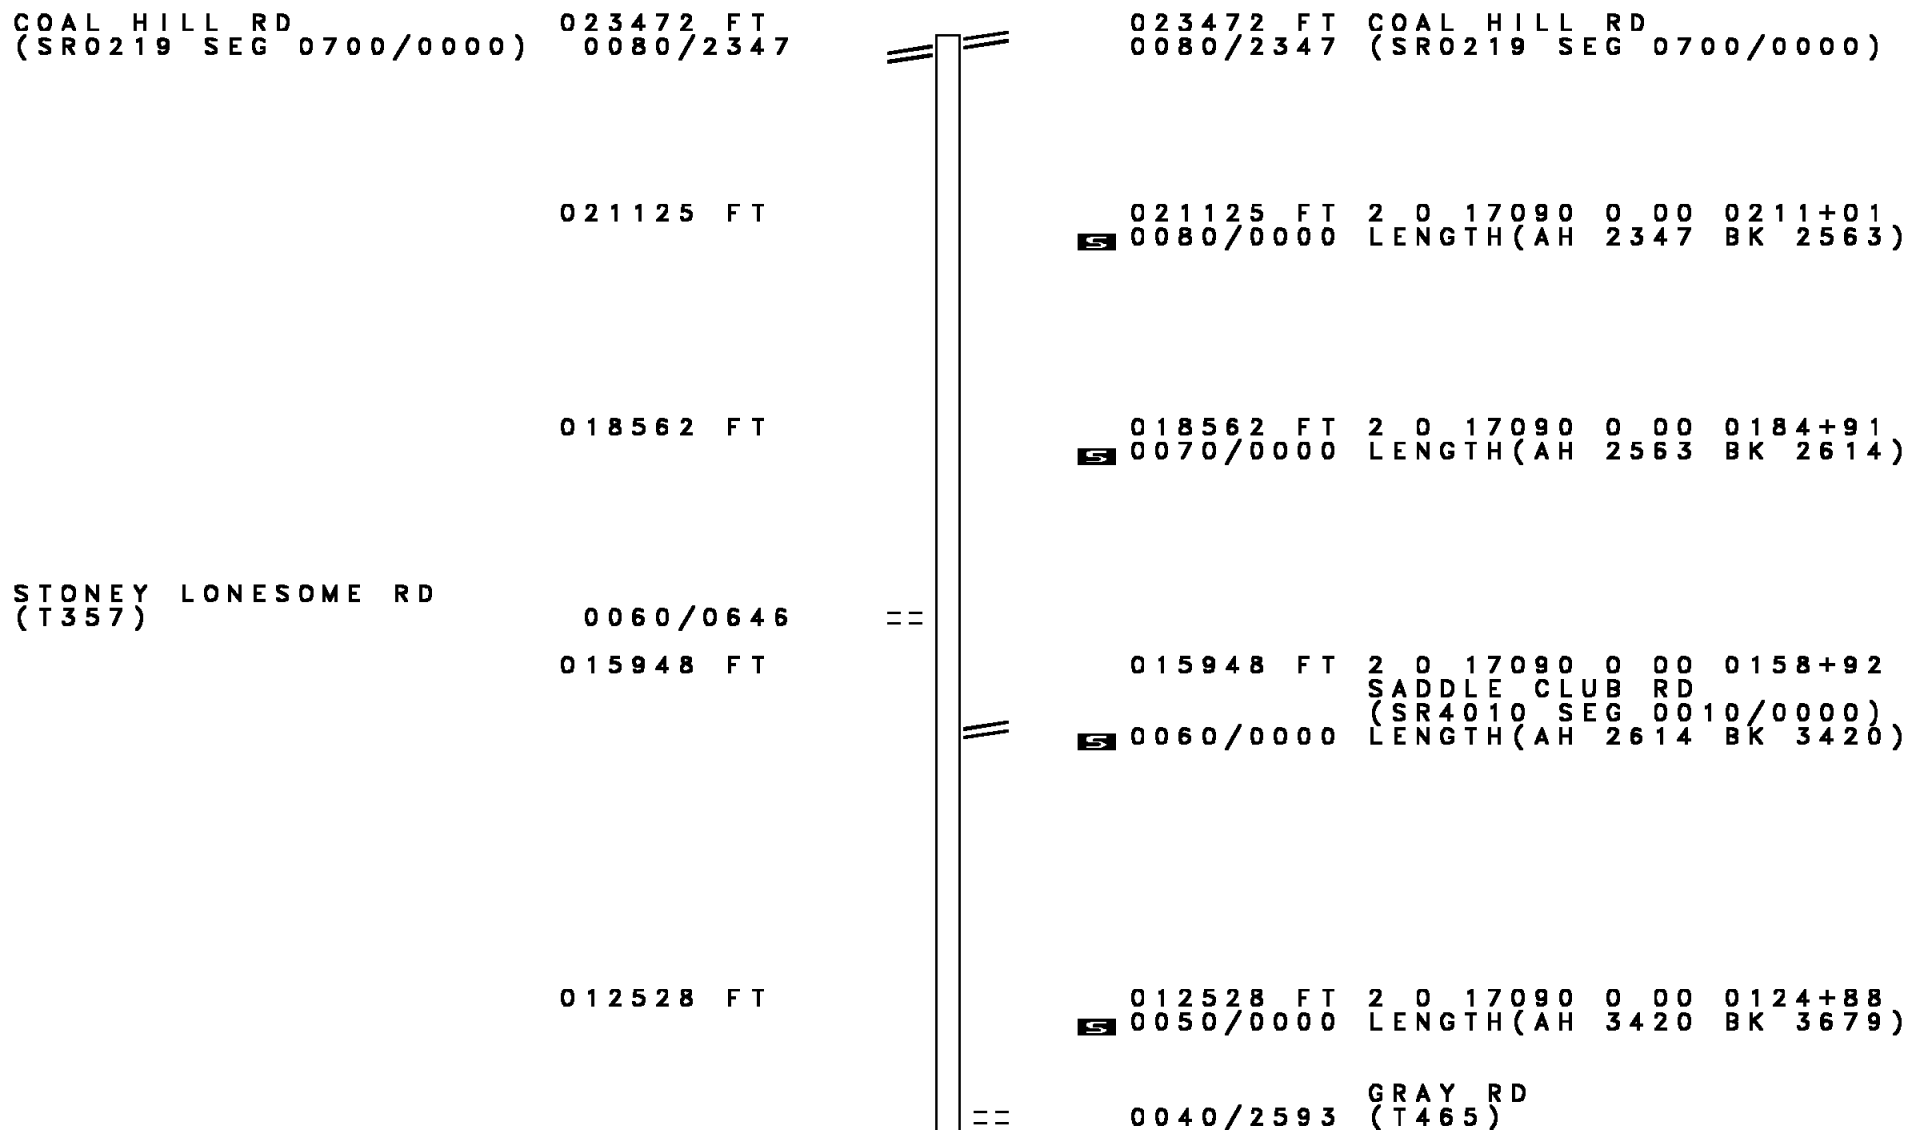 COAL HILL RD 023472 FT 023472 FT COAL HILL RD
(SR0219 SEG 0700/0000) 0080/2347 0080/2347 (SR0219 SEG 0700/0000)
021125 FT 021125 FT 2 0 17090 0 00 0211+01
S 0080/0000 LENGTH(AH 2347 BK 2563)
018562 FT 018562 FT 2 0 17090 0 00 0184+91
S 0070/0000 LENGTH(AH 2563 BK 2614)
STONEY LONESOME RD
(T357) 0060/0646
015948 FT 015948 FT 2 0 17090 0 00 0158+92
SADDLE CLUB RD
(SR4010 SEG 0010/0000)
S 0060/0000 LENGTH(AH 2614 BK 3420)
012528 FT 012528 FT 2 0 17090 0 00 0124+88
S 0050/0000 LENGTH(AH 3420 BK 3679)
GRAY RD
0040/2593 (T465)